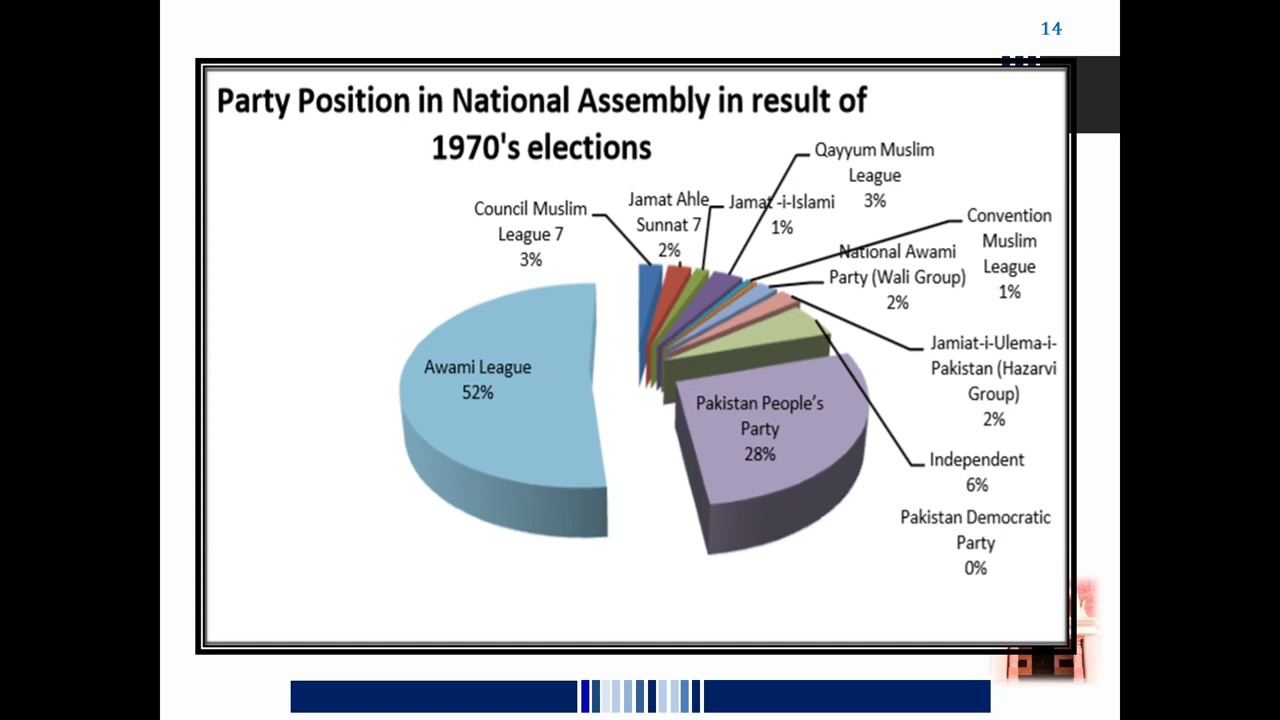 14
Party Position in National Assembly in result of
1970's elections
Council Muslim
League 7
3%
Jamat Ahle
Sunnat 7
2%
Jamat -i-Islami
1%
Qayyum Muslim
League
3%
Convention
Muslim
League
1%
National Awami
Party (Wali Group)
2%
Jamiat-i-Ulema-i-
Pakistan (Hazarvi
Group)
2%
Independent
6%
Pakistan Democratic
Party
0%
Pakistan People’s
Party
28%
Awami League
52%